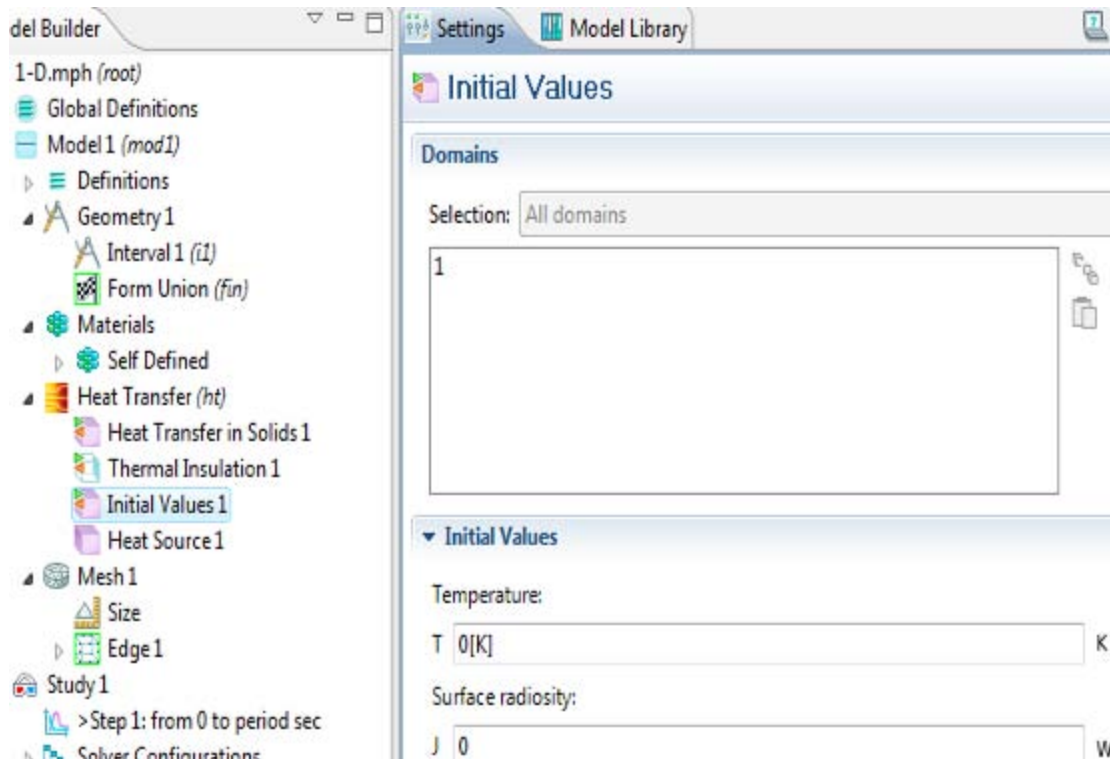 del Builder
1-D.mph (root)
Global Definitions
Model 1 (mod1)
Definitions
Geometry 1
Interval 1 (i1)
Form Union (fin)
Materials
Self Defined
Heat Transfer (ht)
Heat Transfer in Solids 1
Thermal Insulation 1
Initial Values 1
Heat Source 1
Mesh 1
Size
Edge 1
Study 1
>Step 1: from 0 to period sec
Solver Configurations
Settings
Model Library
Initial Values
Domains
Selection: All domains
1
Initial Values
Temperature:
T 0[K] K
Surface radiosity:
J 0 W